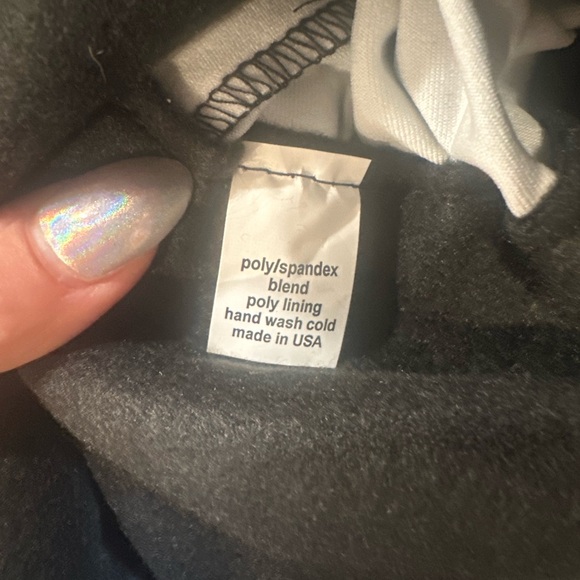 poly/spandex
blend
poly lining
hand wash cold
made in USA